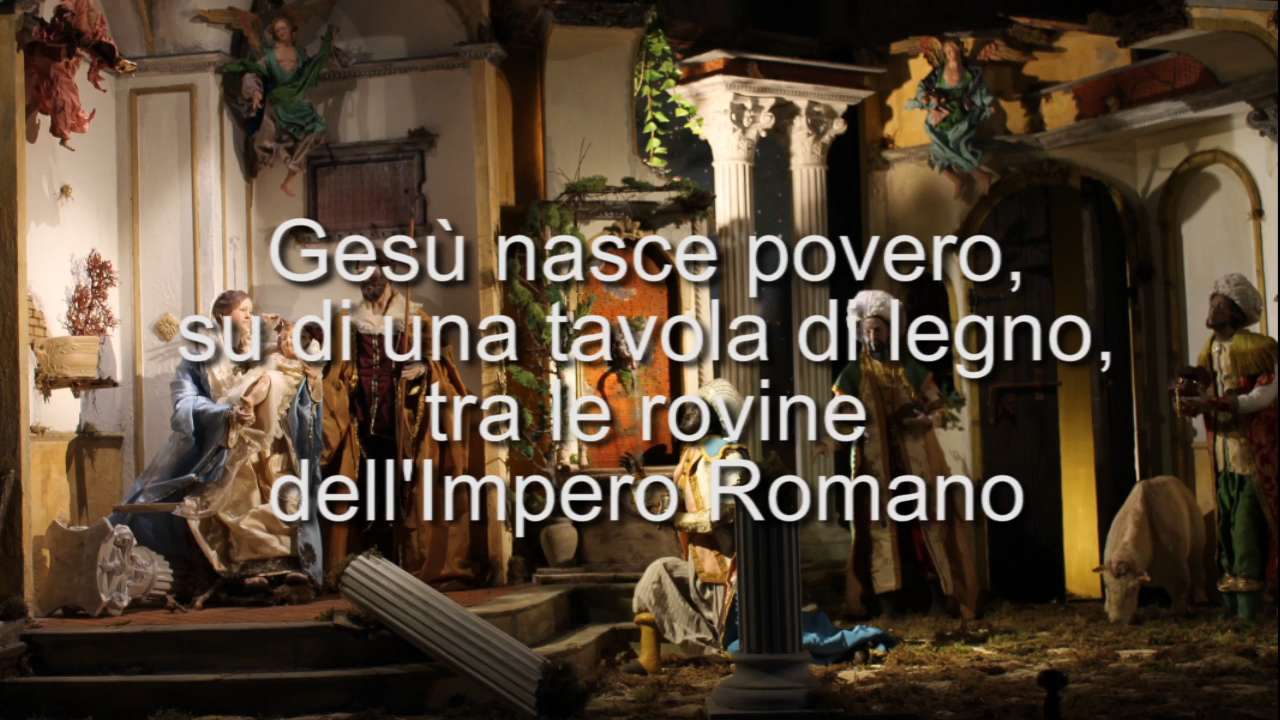 Gesù nasce povero,
su di una tavola di legno,
tra le rovine
dell'Impero Romano